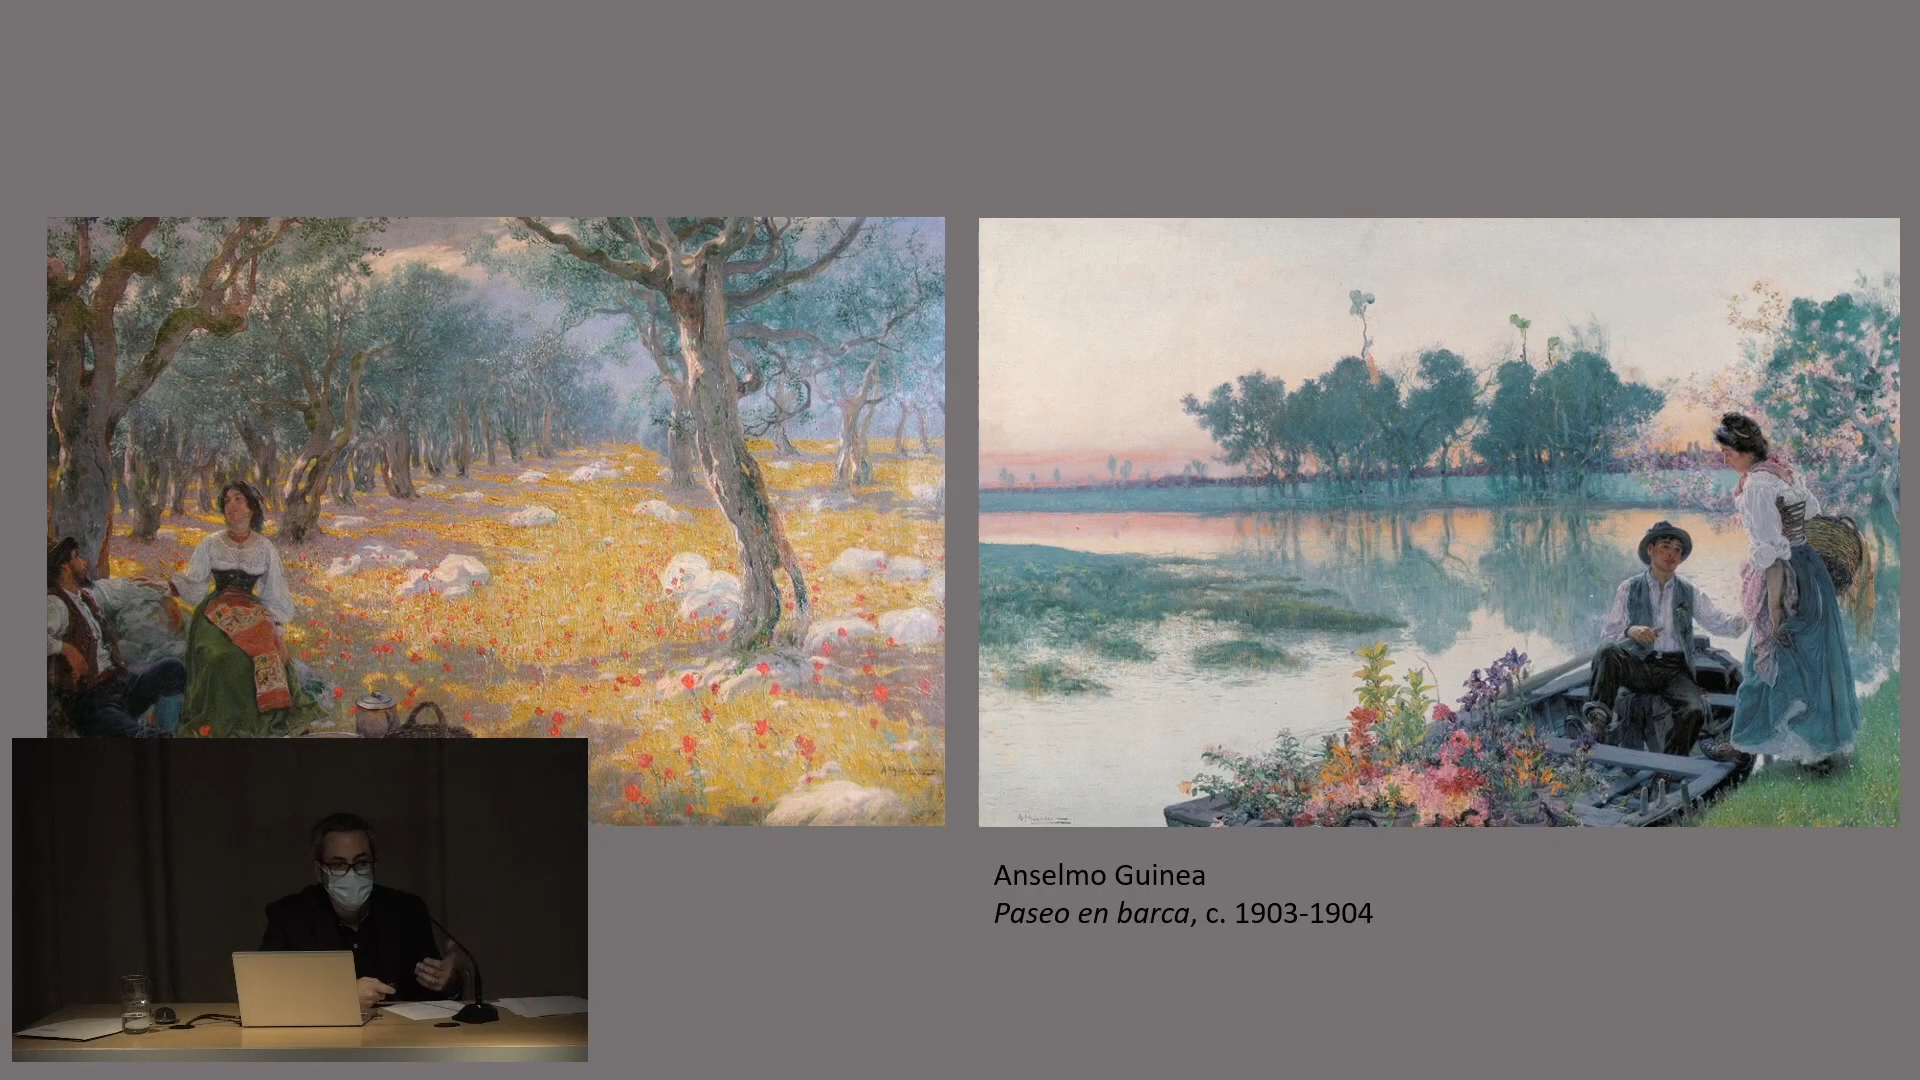 Anselmo Guinea
Paseo en barca, c. 1903-1904